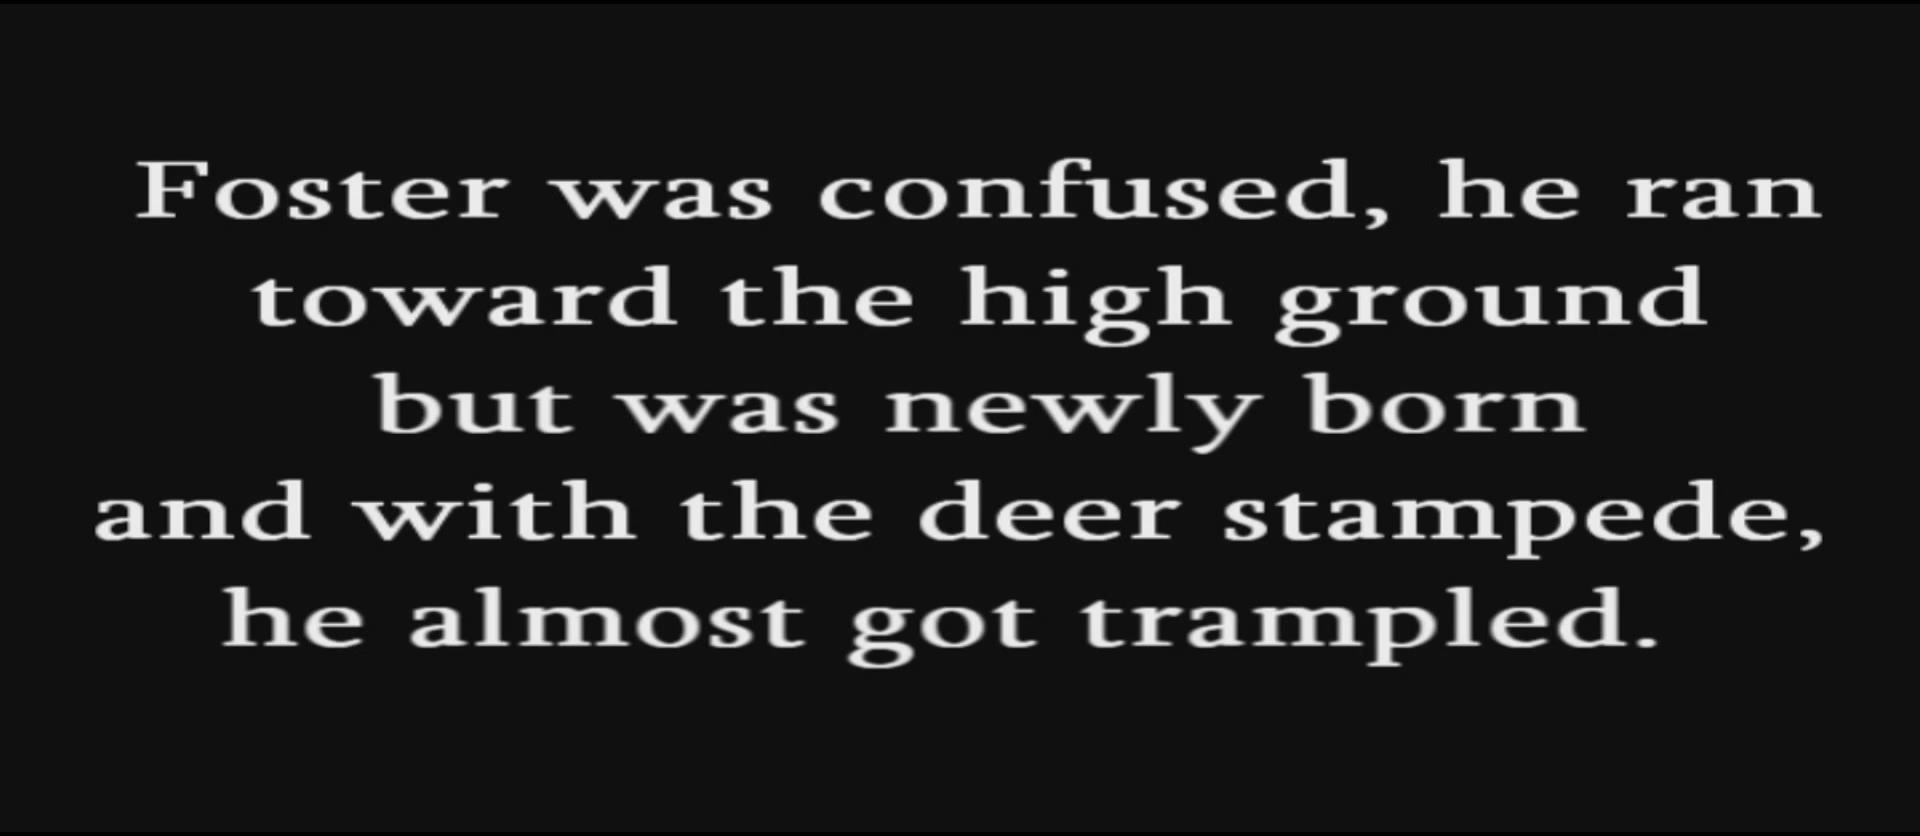 Foster was confused, he ran
toward the high ground
but was newly born
and with the deer stampede,
he almost got trampled.